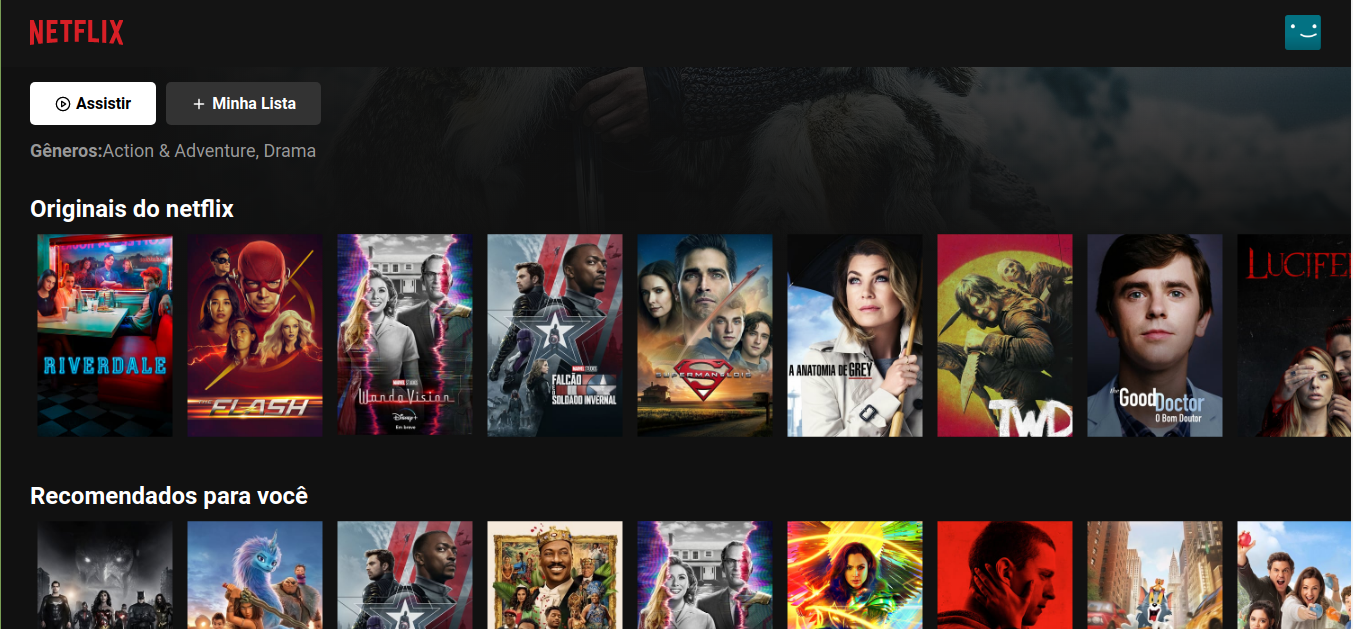 NETFLIX
Assistir
+ Minha Lista
Gêneros:Action & Adventure, Drama
Originais do netflix
RIVERDALE
THE FLASH
MARVEL STUDIOS
WandaVision
Disney+
Em breve
MARVEL STUDIOS
FALCÃO
SOLDADO INVERNAL
SUPERMAN & LOIS
A ANATOMIA DE GREY
TWD
the Good Doctor
O Bom Doutor
LUCIFE
Recomendados para você